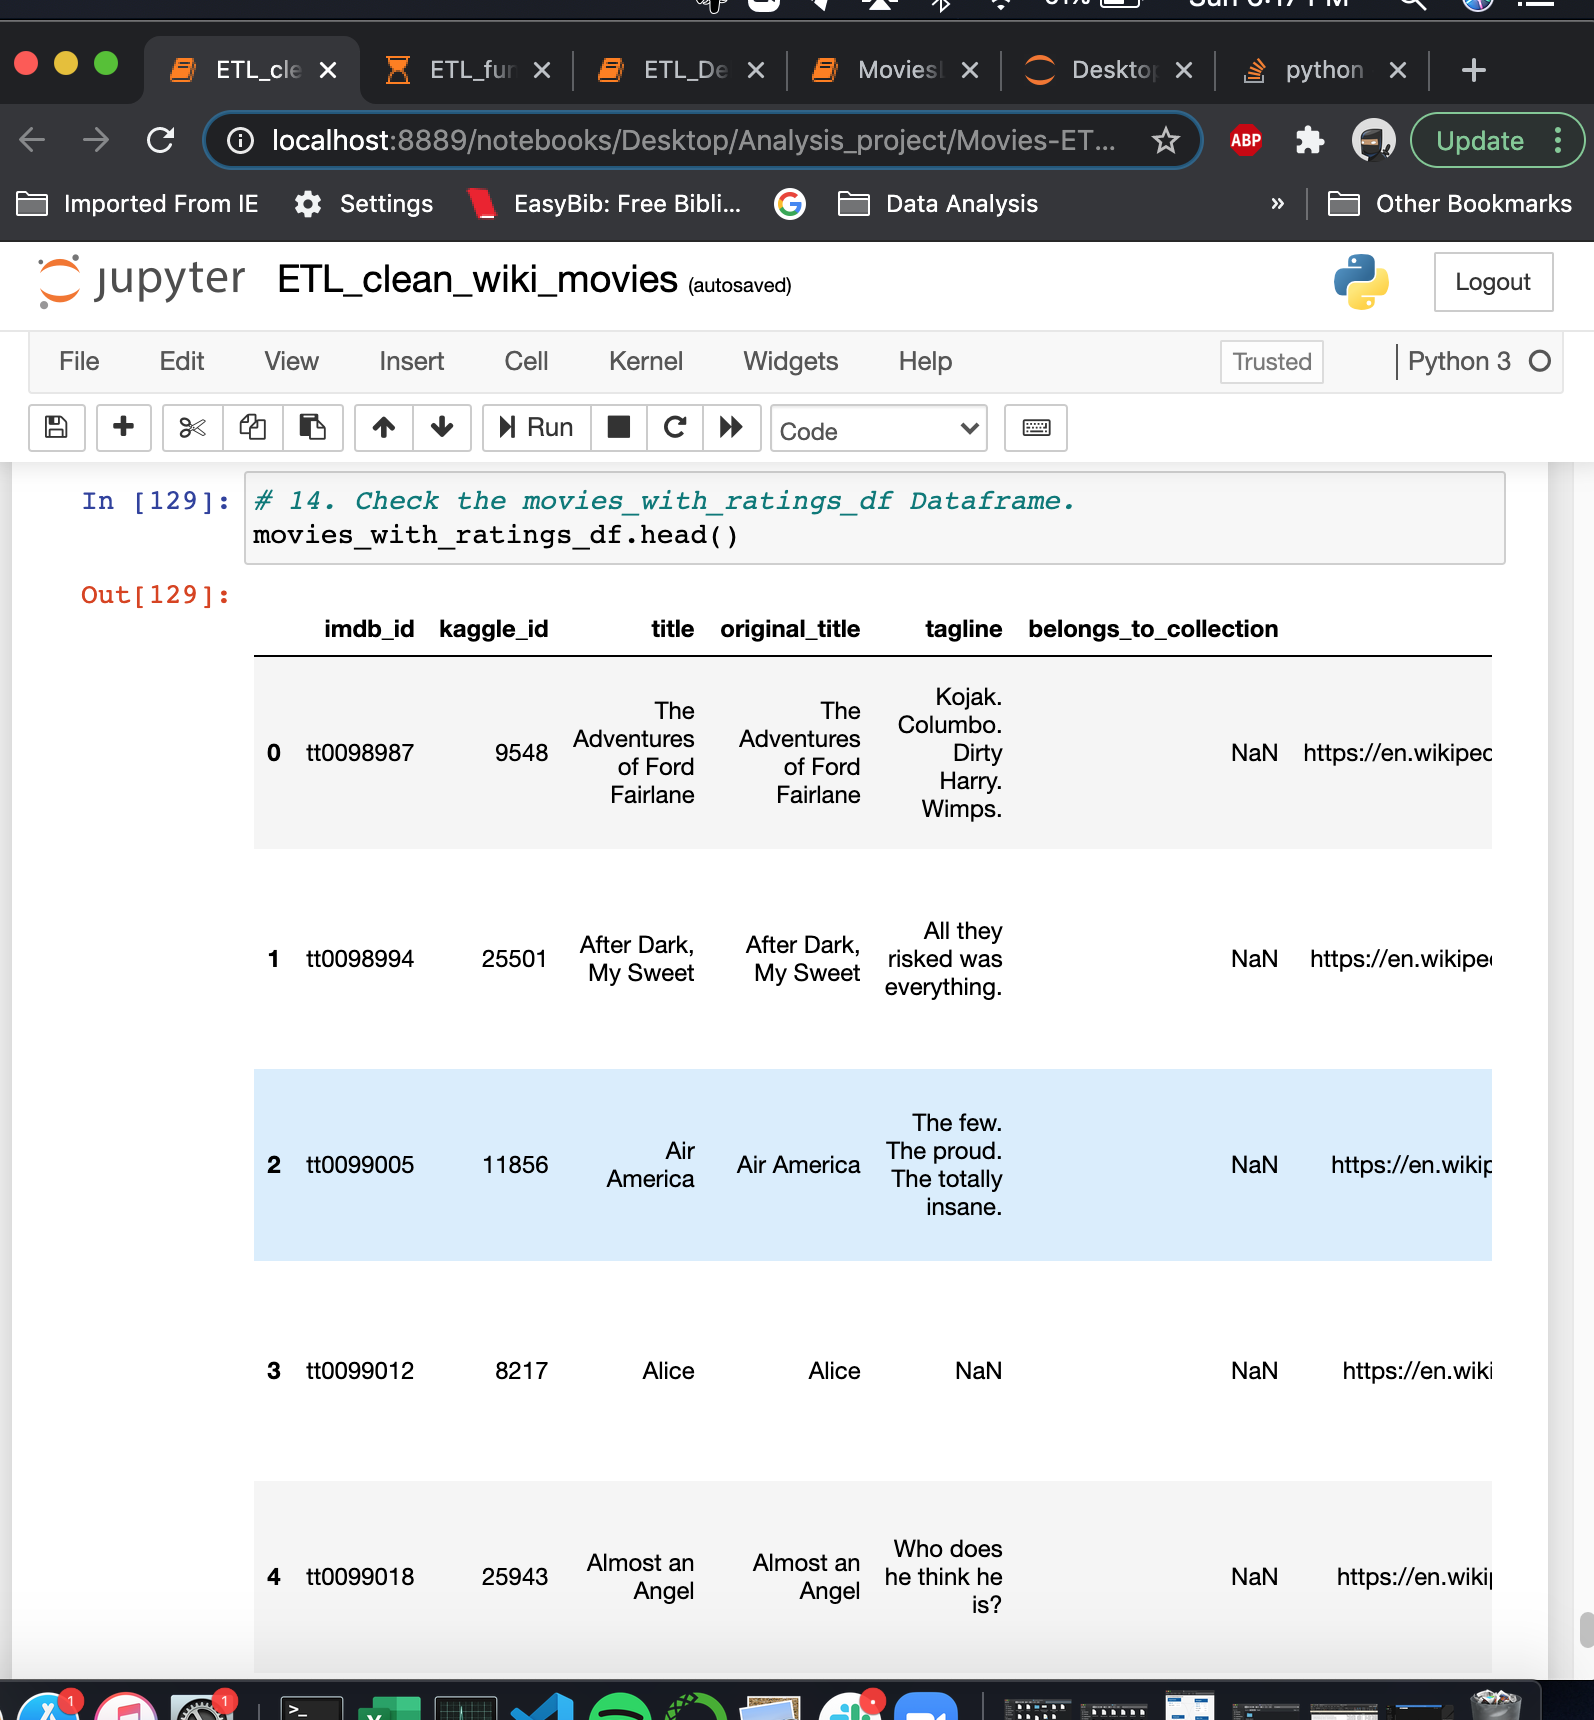 ETL_cle
ETL_fur
ETL_De
Movies
Desktop
python
localhost:8889/notebooks/Desktop/Analysis_project/Movies-ET...
ABP
Update
Imported From IE
Settings
EasyBib: Free Bibli...
Data Analysis
»
Other Bookmarks
jupyter ETL_clean_wiki_movies (autosaved)
Logout
File Edit View Insert Cell Kernel Widgets Help
Trusted
Python 3
Run
Code
In [129]: # 14. Check the movies_with_ratings_df Dataframe.
movies_with_ratings_df.head()
Out[129]:
imdb_id kaggle_id title original_title tagline belongs_to_collection
0 tt0098987 9548 The Adventures of Ford Fairlane The Adventures of Ford Fairlane Kojak. Columbo. Dirty Harry. Wimps. NaN https://en.wikiped
1 tt0098994 25501 After Dark, My Sweet After Dark, My Sweet All they risked was everything. NaN https://en.wikipe
2 tt0099005 11856 Air America Air America The few. The proud. The totally insane. NaN https://en.wikip
3 tt0099012 8217 Alice Alice NaN NaN https://en.wiki
4 tt0099018 25943 Almost an Angel Almost an Angel Who does he think he is? NaN https://en.wikip
1
1